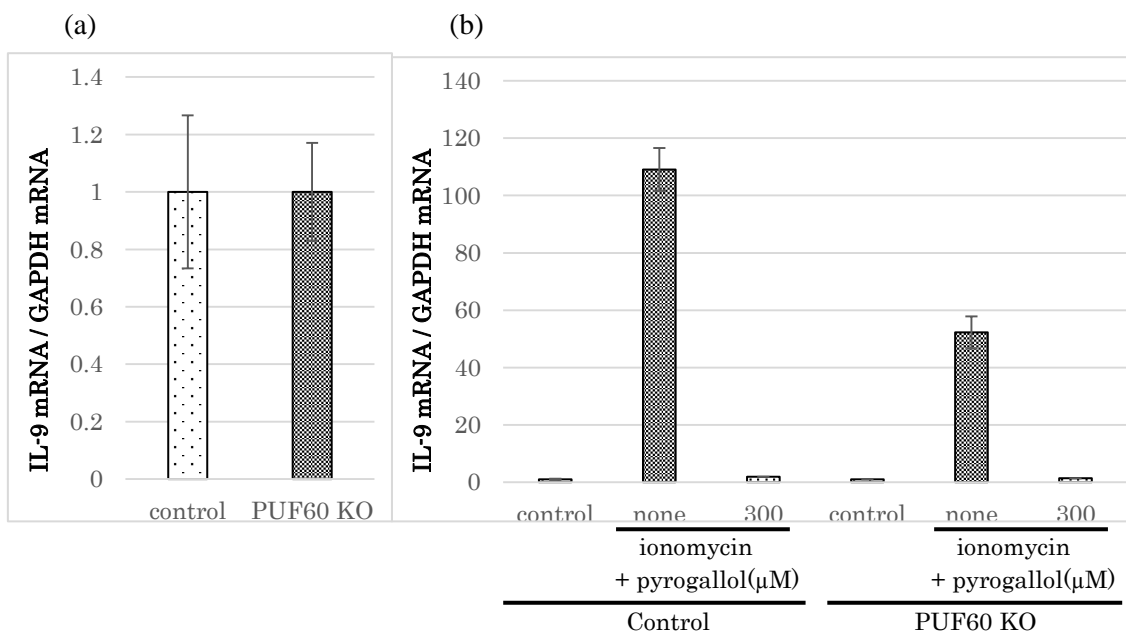 (a)
IL-9 mRNA / GAPDH mRNA
1.4
1.2
1
0.8
0.6
0.4
0.2
0
control PUF60 KO
(b)
IL-9 mRNA / GAPDH mRNA
140
120
100
80
60
40
20
0
control none 300 control none 300
ionomycin ionomycin
+ pyrogallol(μM) + pyrogallol(μM)
Control PUF60 KO